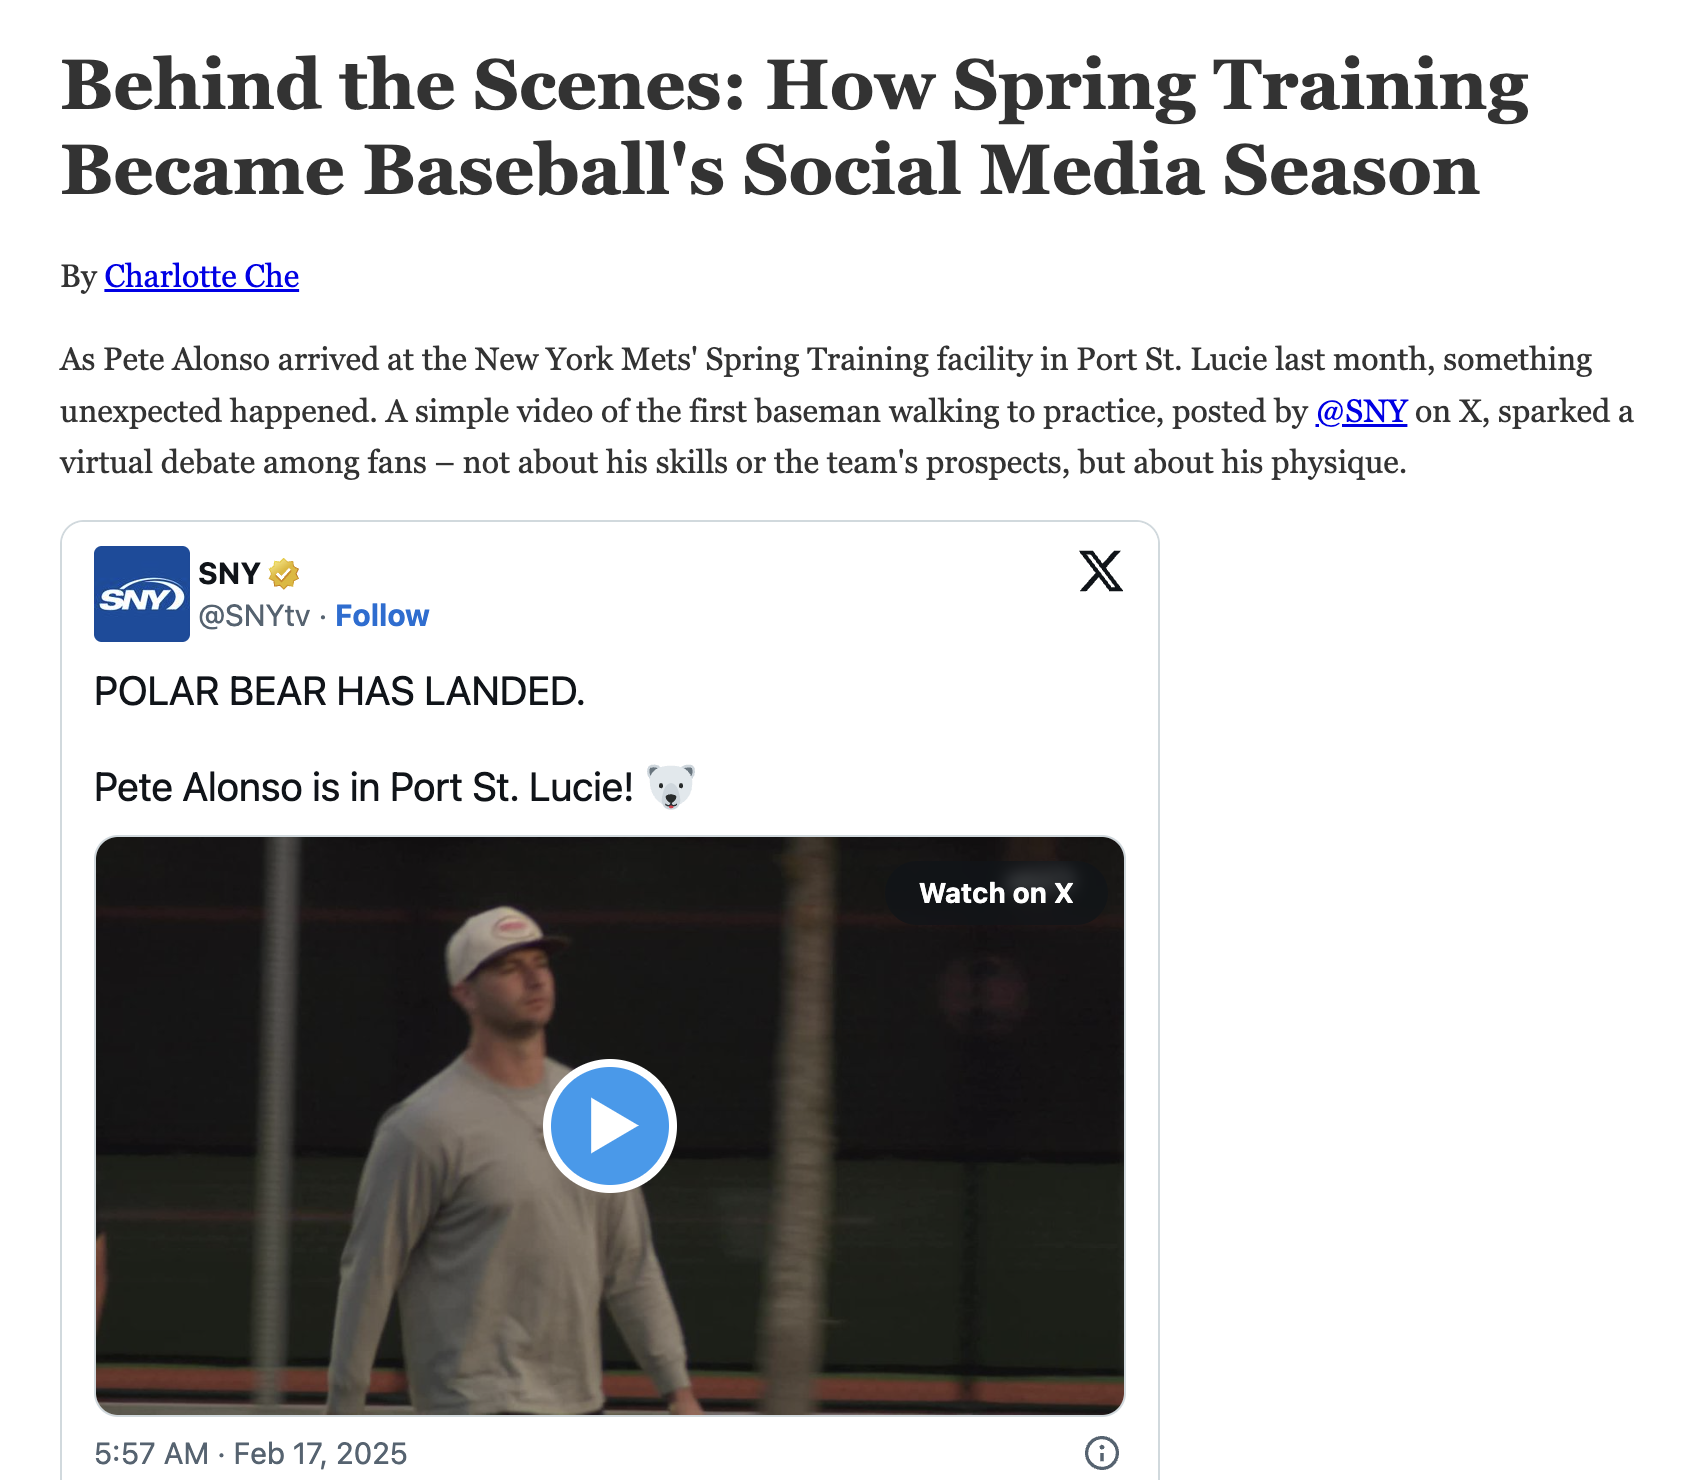 Behind the Scenes: How Spring Training
Became Baseball's Social Media Season
By Charlotte Che
As Pete Alonso arrived at the New York Mets' Spring Training facility in Port St. Lucie last month, something
unexpected happened. A simple video of the first baseman walking to practice, posted by @SNY on X, sparked a
virtual debate among fans – not about his skills or the team's prospects, but about his physique.
SNY
SNY
@SNYtv · Follow
POLAR BEAR HAS LANDED.
Pete Alonso is in Port St. Lucie! 🐻‍❄️
Watch on X
5:57 AM · Feb 17, 2025